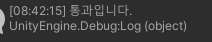 [08:42:15] 통과입니다.
UnityEngine.Debug:Log (object)